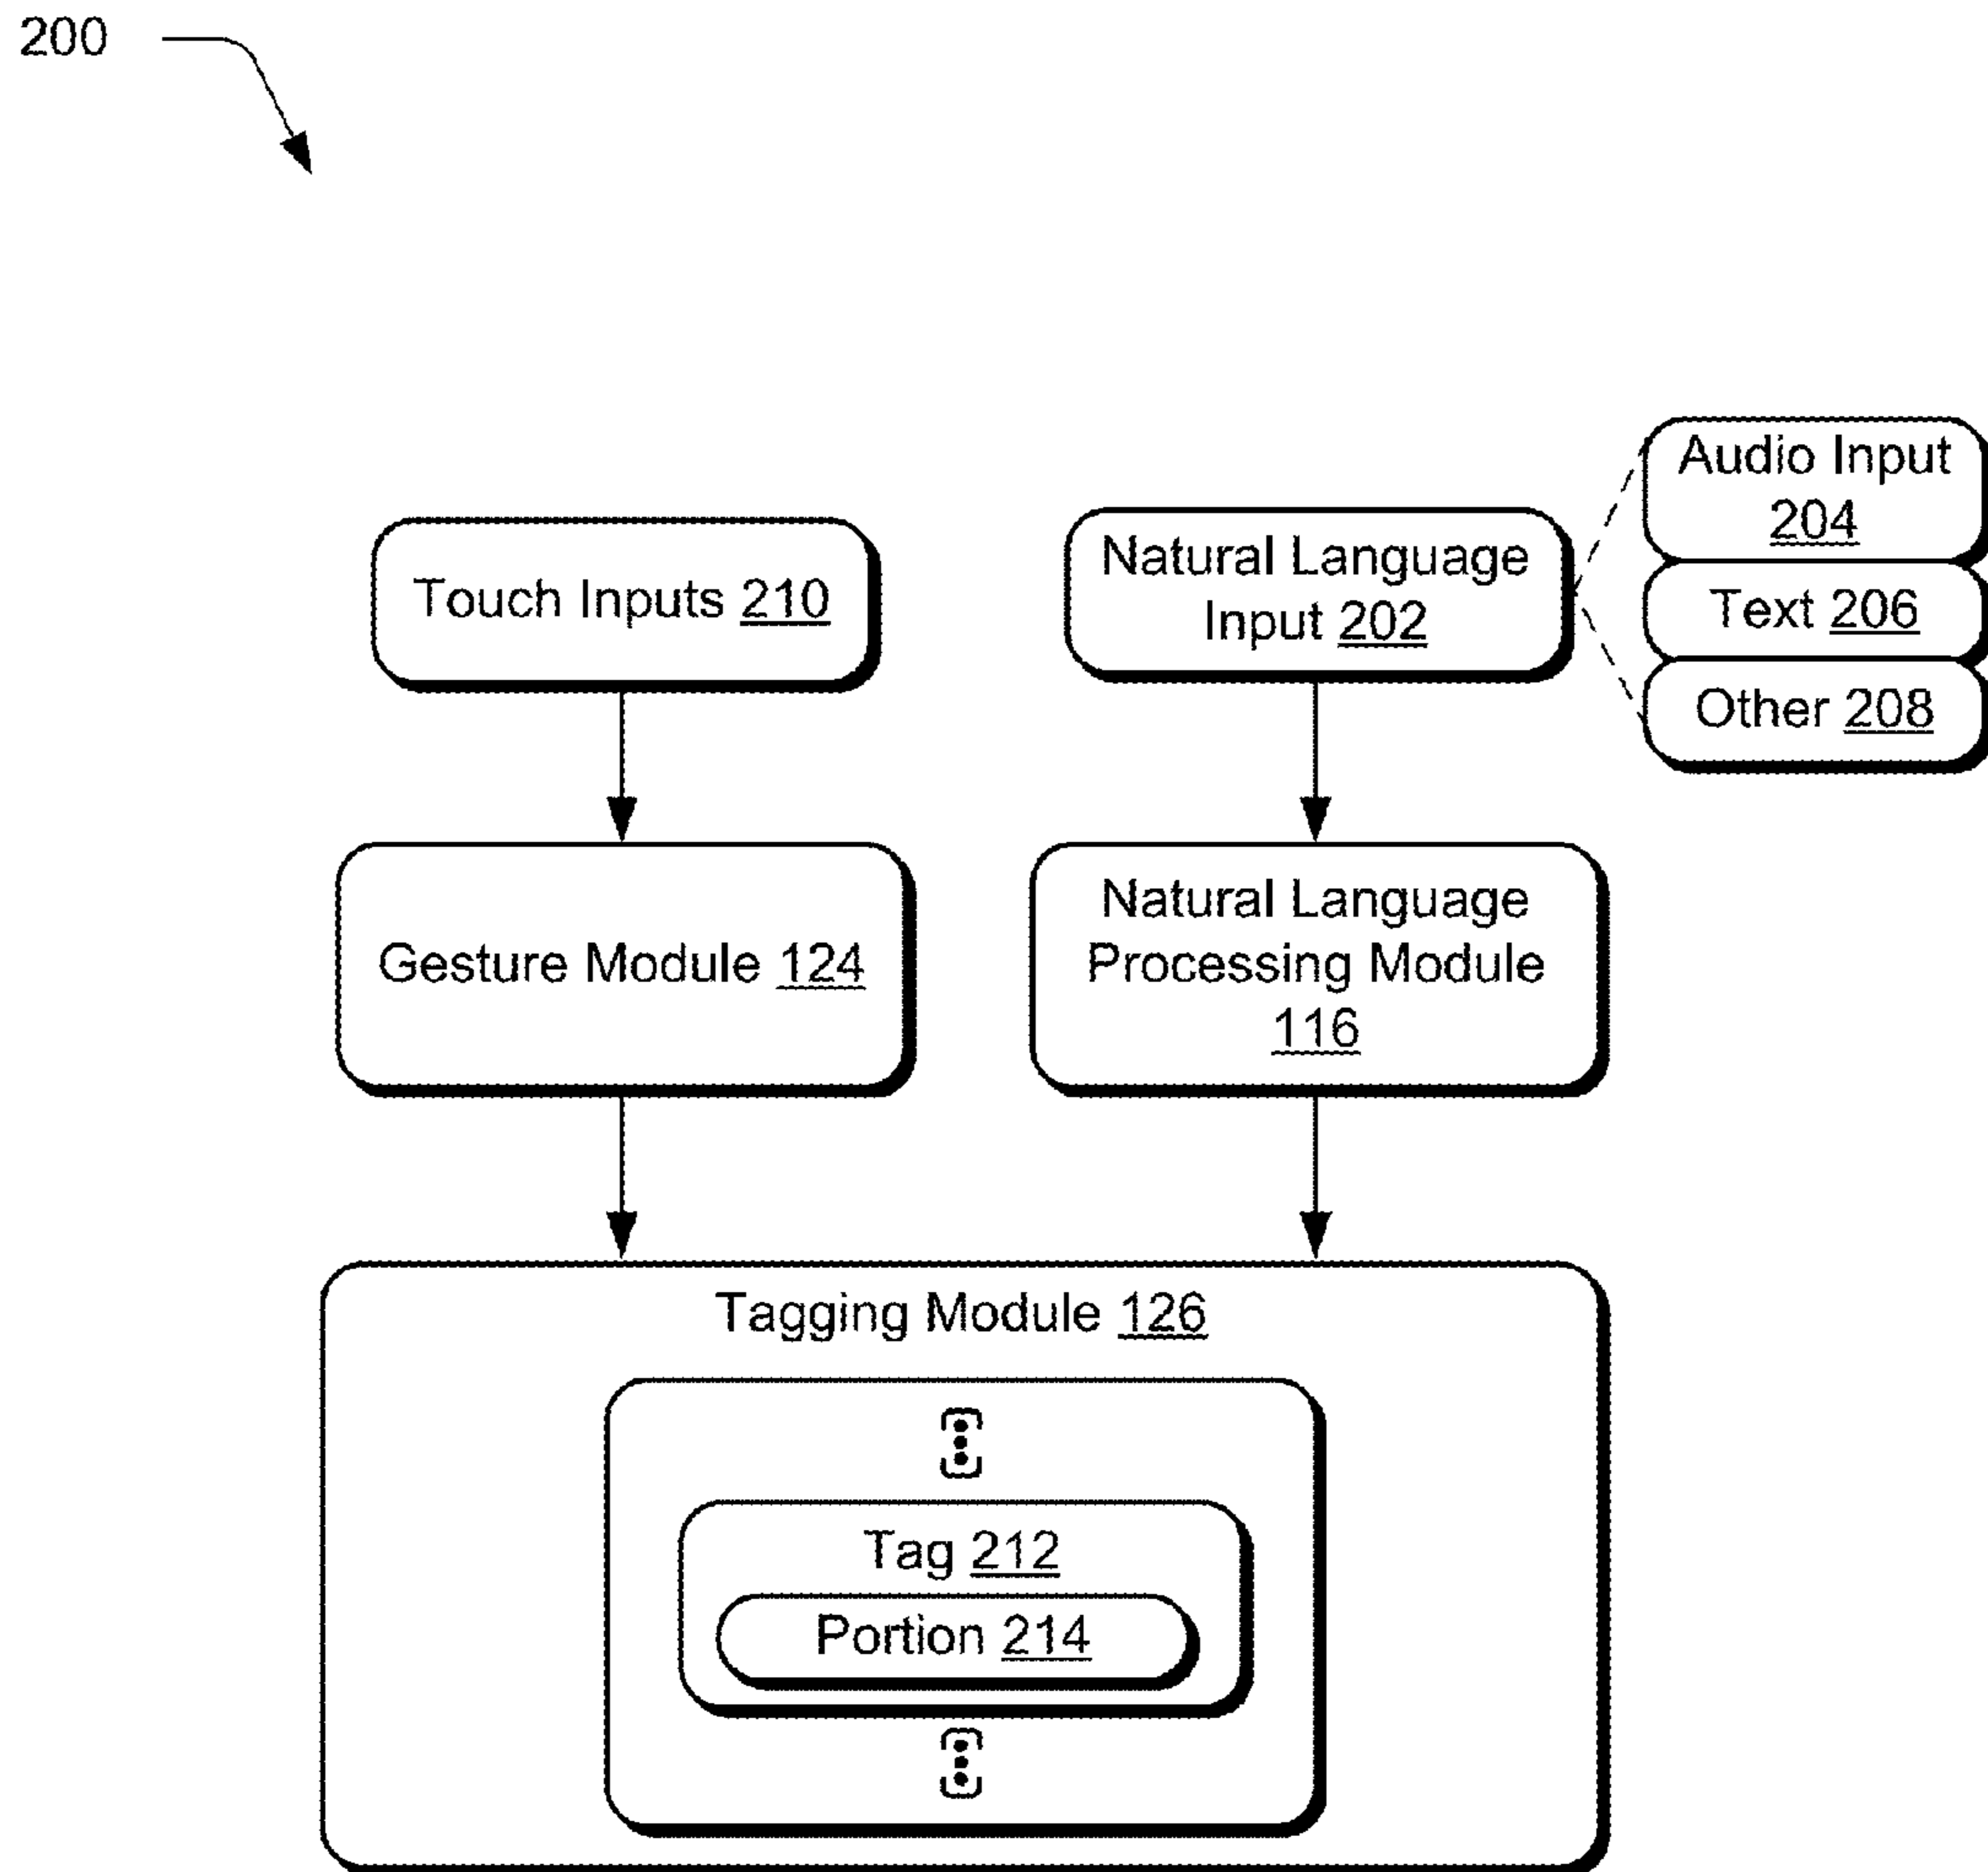 200
Audio Input
204
Text 206
Other 208
Touch Inputs 210
Natural Language
Input 202
Gesture Module 124
Natural Language
Processing Module
116
Tagging Module 126
Tag 212
Portion 214